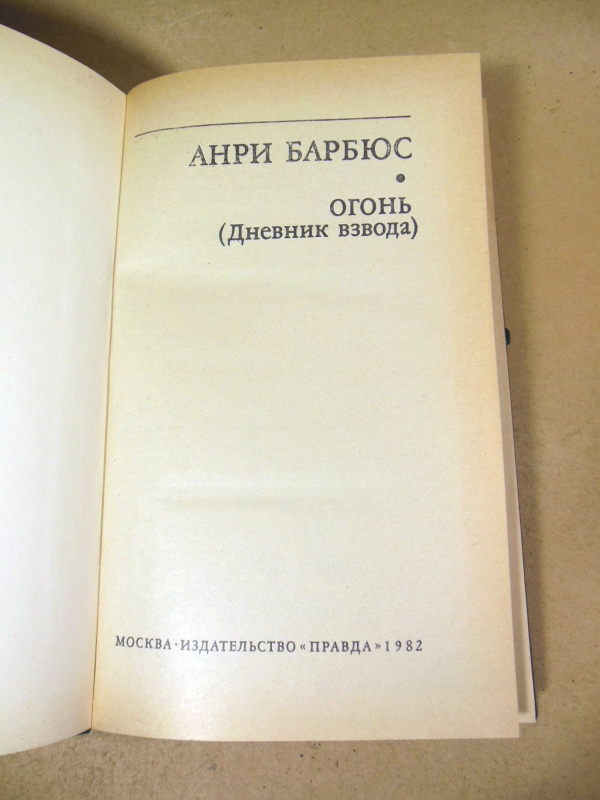 АНРИ БАРБЮС
•
ОГОНЬ
(Дневник взвода)
МОСКВА · ИЗДАТЕЛЬСТВО «ПРАВДА» 1982